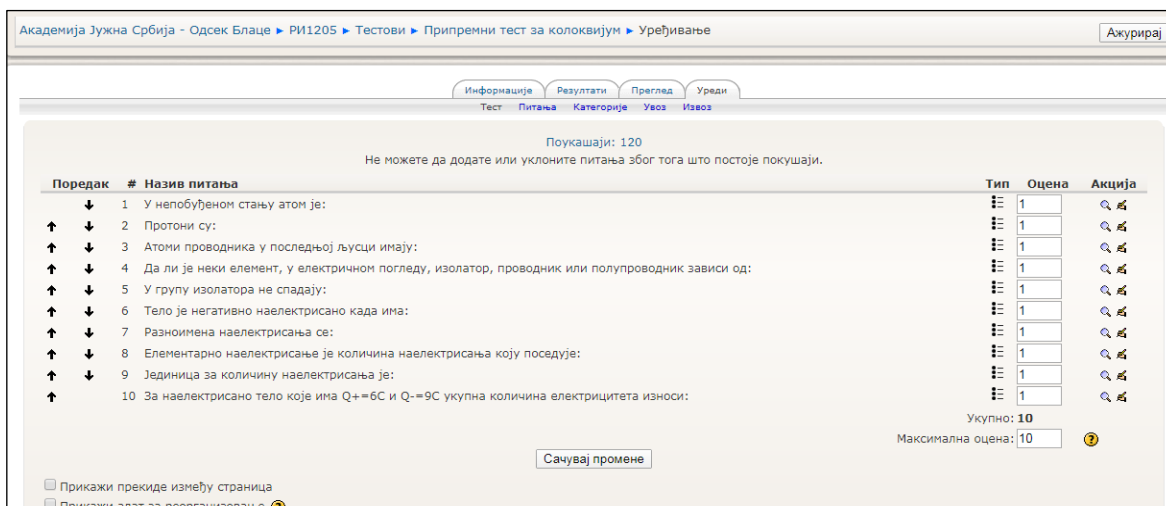 Академија Јужна Србија - Одсек Блаце ► РИ1205 ► Тестови ► Припремни тест за колоквијум ► Уређивање
Ажурирај
Информације Резултати Преглед Уреди
Тест Питања Категорије Увоз Извоз
Поукашаји: 120
Не можете да додате или уклоните питања због тога што постоје покушаји.
Поредак # Назив питања Тип Оцена Акција
1 У непобуђеном стању атом је: 1
2 Протони су: 1
3 Атоми проводника у последњој љусци имају: 1
4 Да ли је неки елемент, у електричном погледу, изолатор, проводник или полупроводник зависи од: 1
5 У групу изолатора не спадају: 1
6 Тело је негативно наелектрисано када има: 1
7 Разноимена наелектрисања се: 1
8 Елементарно наелектрисање је количина наелектрисања коју поседује: 1
9 Јединица за количину наелектрисања је: 1
10 За наелектрисано тело које има Q+=6C и Q-=9C укупна количина електрицитета износи: 1
Укупно: 10
Максимална оцена: 10
Сачувај промене
Прикажи прекиде између страница
Прикажи алат за реорганизовање